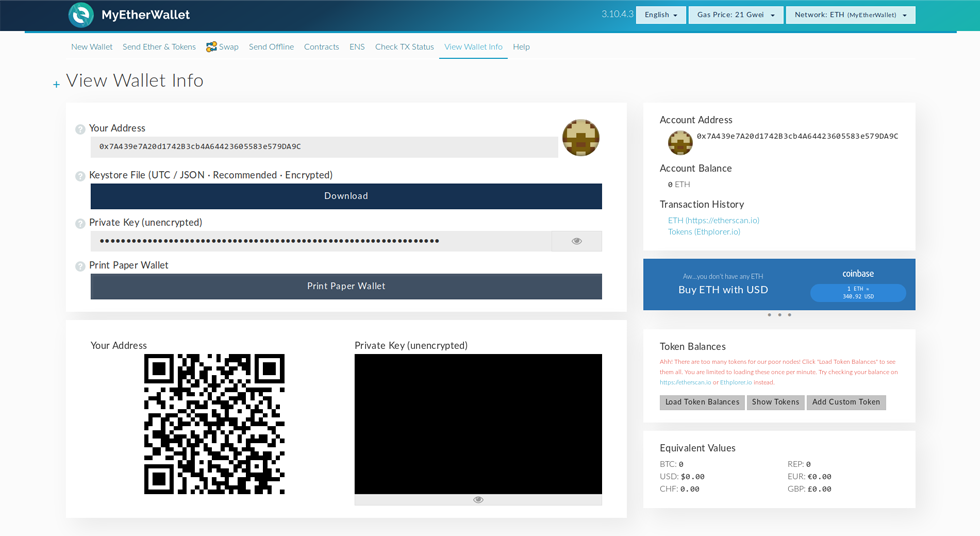 MyEtherWallet
3.10.4.3 English Gas Price: 21 Gwei Network: ETH (MyEtherWallet)
New Wallet Send Ether & Tokens Swap Send Offline Contracts ENS Check TX Status View Wallet Info Help
+ View Wallet Info
? Your Address
0x7A439e7A20d1742B3cb4A64423605583e579DA9C
? Keystore File (UTC / JSON · Recommended · Encrypted)
Download
? Private Key (unencrypted)
? Print Paper Wallet
Print Paper Wallet
Your Address
Private Key (unencrypted)
Account Address
0x7A439e7A20d1742B3cb4A64423605583e579DA9C
Account Balance
0 ETH
Transaction History
ETH (https://etherscan.io)
Tokens (Ethplorer.io)
Aw...you don't have any ETH
Buy ETH with USD
coinbase
1 ETH ≈
340.92 USD
Token Balances
Ahh! There are too many tokens for our poor nodes! Click "Load Token Balances" to see
them all. You are limited to loading these once per minute. Try checking your balance on
https://etherscan.io or Ethplorer.io instead.
Load Token Balances Show Tokens Add Custom Token
Equivalent Values
BTC: 0 REP: 0
USD: $0.00 EUR: €0.00
CHF: 0.00 GBP: £0.00